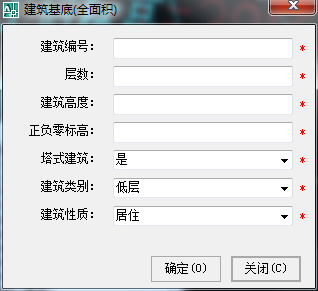 建筑基底(全面积)
建筑编号： *
层数： *
建筑高度： *
正负零标高： *
塔式建筑： 是 *
建筑类别： 低层 *
建筑性质： 居住 *
确定(O) 关闭(C)